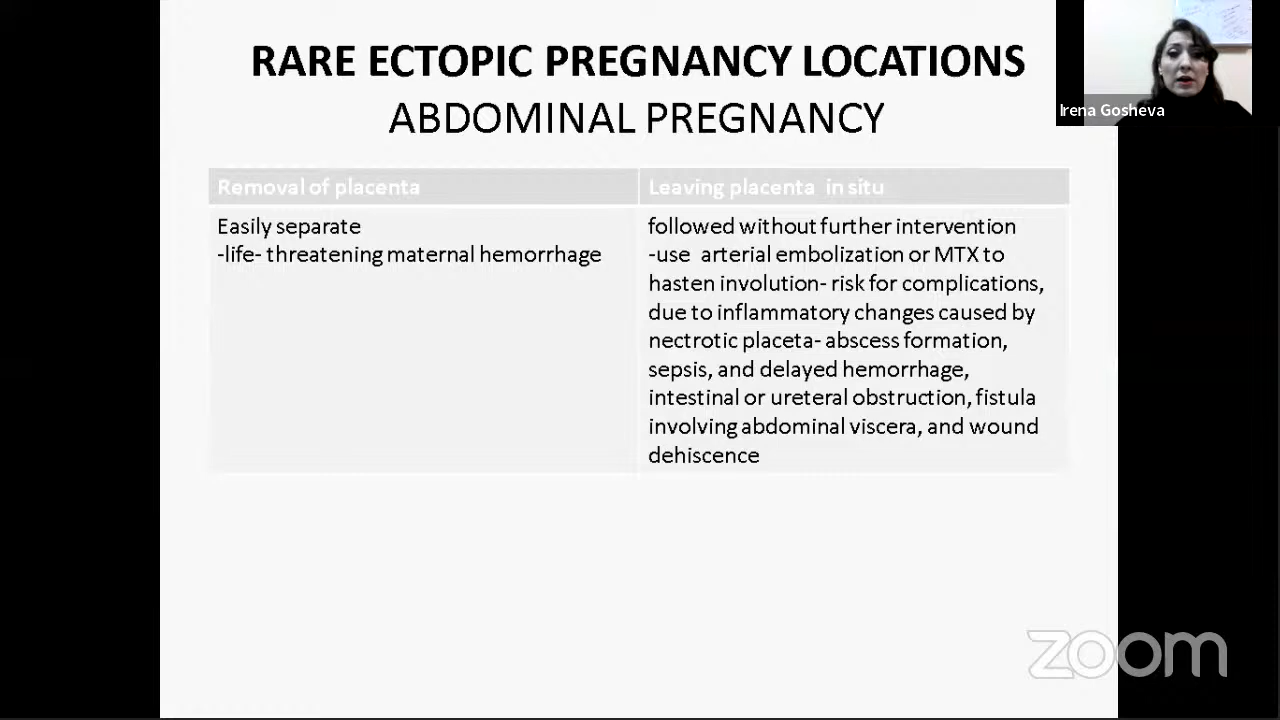 RARE ECTOPIC PREGNANCY LOCATIONS
ABDOMINAL PREGNANCY
Irena Gosheva
Removal of placenta
Leaving placenta in situ
Easily separate
-life- threatening maternal hemorrhage
followed without further intervention
-use arterial embolization or MTX to
hasten involution- risk for complications,
due to inflammatory changes caused by
nectrotic placeta- abscess formation,
sepsis, and delayed hemorrhage,
intestinal or ureteral obstruction, fistula
involving abdominal viscera, and wound
dehiscence
zoom